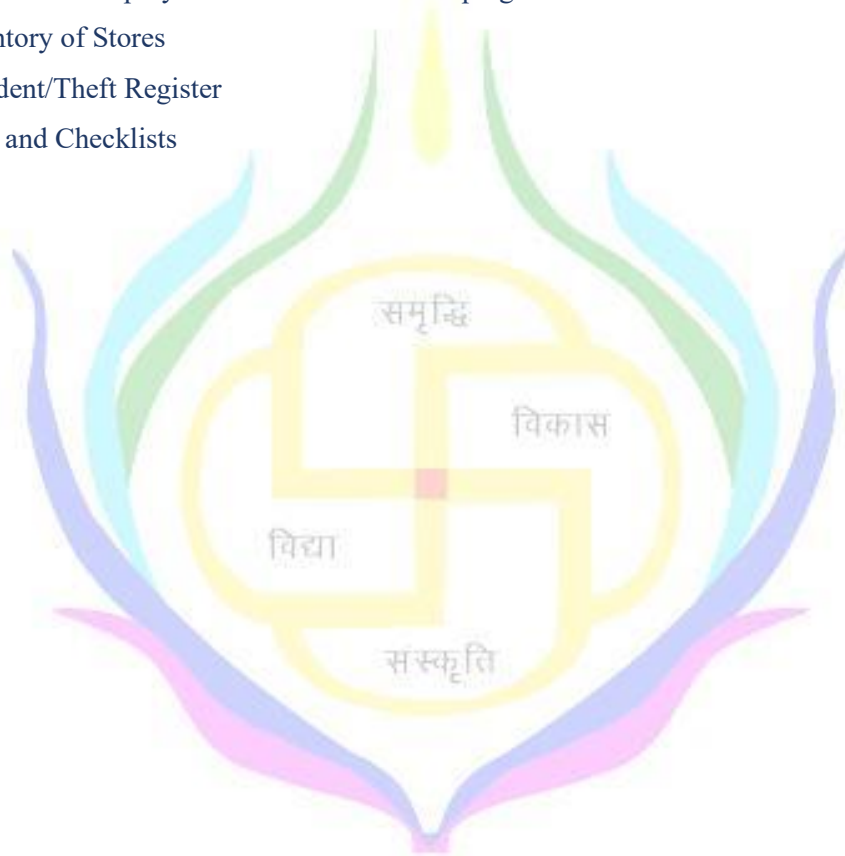 ntory of Stores
dent/Theft Register
and Checklists
समृद्धि
विकास
विद्या
संस्कृति